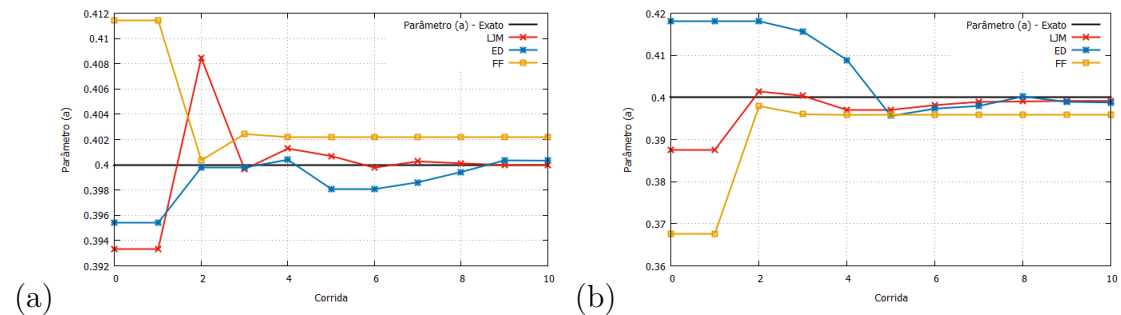 0.412
0.41
0.408
0.406
0.404
0.402
0.4
0.398
0.396
0.394
0.392
0 2 4 6 8 10
Parâmetro (a)
Corrida
Parâmetro (a) - Exato
LJM
ED
FF
(a)
0.42
0.41
0.4
0.39
0.38
0.37
0.36
0 2 4 6 8 10
Parâmetro (a)
Corrida
Parâmetro (a) - Exato
LJM
ED
FF
(b)